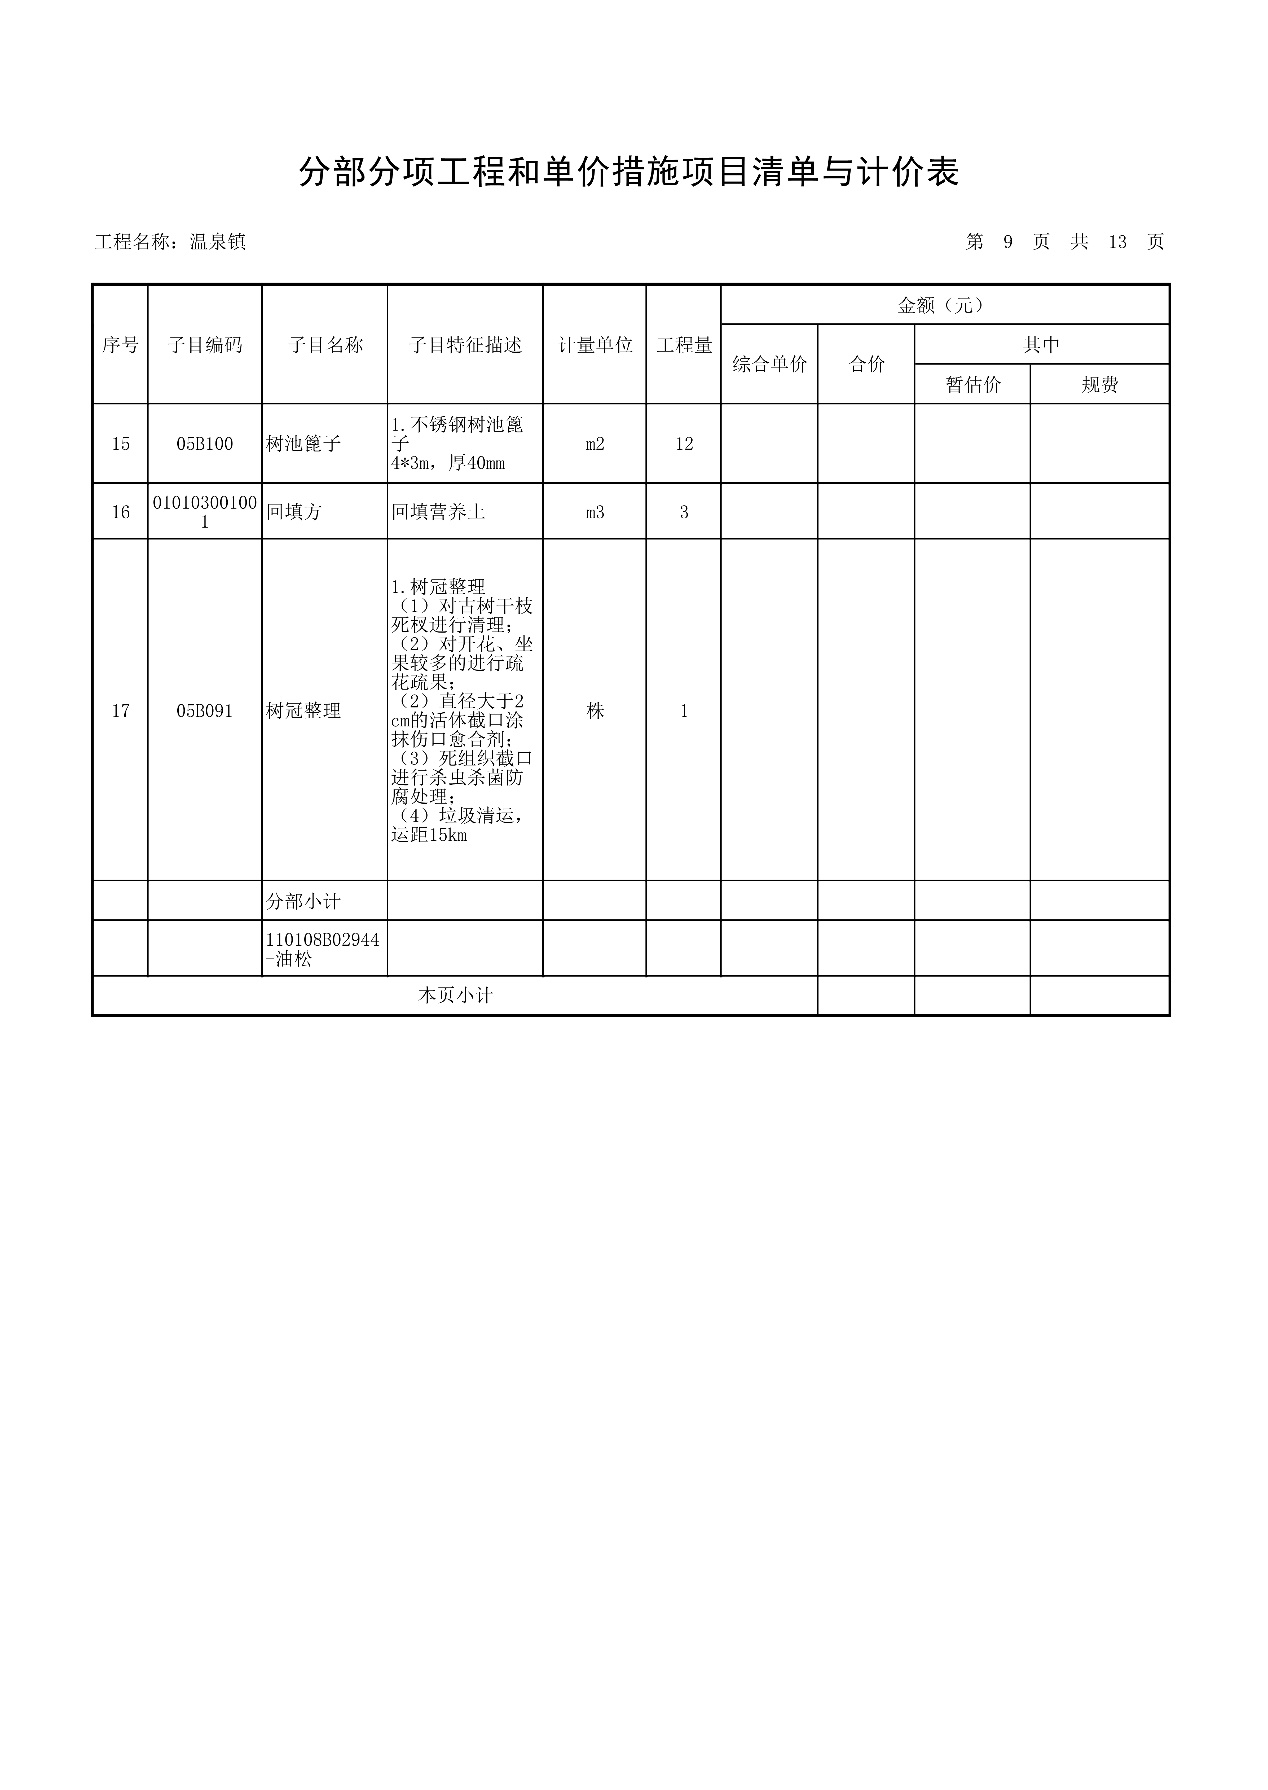 分部分项工程和单价措施项目清单与计价表
工程名称：温泉镇
第 9 页 共 13 页
序号
子目编码
子目名称
子目特征描述
计量单位
工程量
金额（元）
综合单价
合价
其中
暂估价
规费
15
05B100
树池篦子
1.不锈钢树池篦
子
4*3m，厚40mm
m2
12
16
01010300100
1
回填方
回填营养土
m3
3
17
05B091
树冠整理
1.树冠整理
（1）对古树干枝
死杈进行清理；
（2）对开花、坐
果较多的进行疏
花疏果；
（2）直径大于2
cm的活体截口涂
抹伤口愈合剂；
（3）死组织截口
进行杀虫杀菌防
腐处理；
（4）垃圾清运，
运距15km
株
1
分部小计
110108B02944
-油松
本页小计